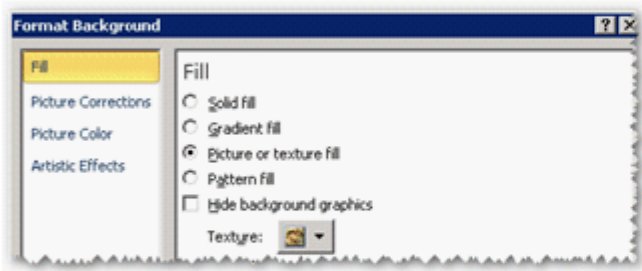 Format Background
Fill
Picture Corrections
Picture Color
Artistic Effects
Fill
Solid fill
Gradient fill
Picture or texture fill
Pattern fill
Hide background graphics
Texture: